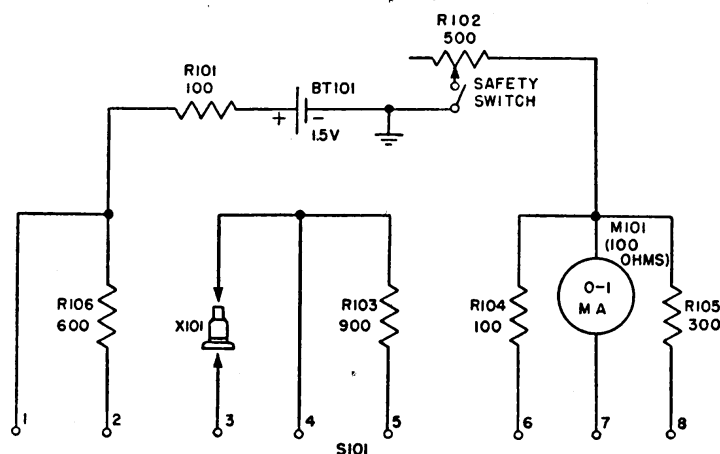 R102
500
R101
100
BT101
SAFETY
SWITCH
+
-
1.5V
M101
(100
OHMS)
R106
600
X101
R103
900
R104
100
0-1
MA
R105
300
1
2
3
4
5
6
7
8
S101